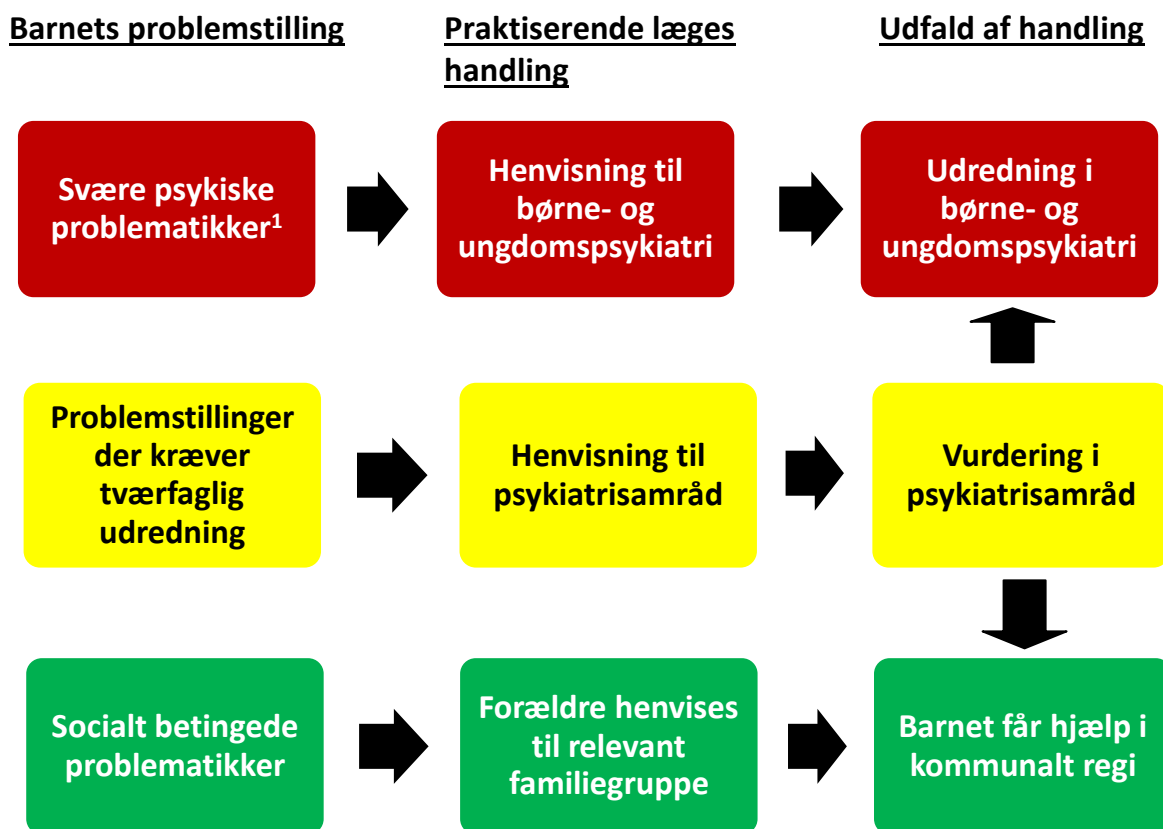 Barnets problemstilling
Praktiserende læges
handling
Udfald af handling
Svære psykiske
problematikker¹
Henvisning til
børne- og
ungdomspsykiatri
Udredning i
børne- og
ungdomspsykiatri
Problemstillinger
der kræver
tværfaglig
udredning
Henvisning til
psykiatrisamråd
Vurdering i
psykiatrisamråd
Socialt betingede
problematikker
Forældre henvises
til relevant
familiegruppe
Barnet får hjælp i
kommunalt regi